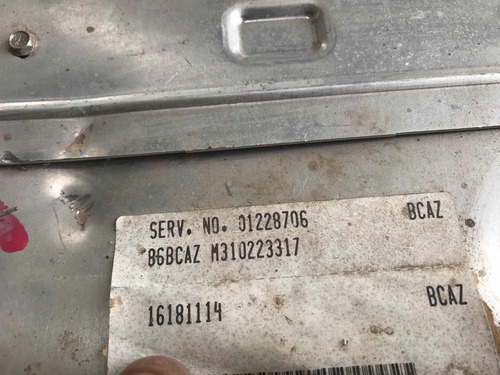 SERV. NO. 01228706 BCAZ
86BCAZ M310223317
16181114 BCAZ